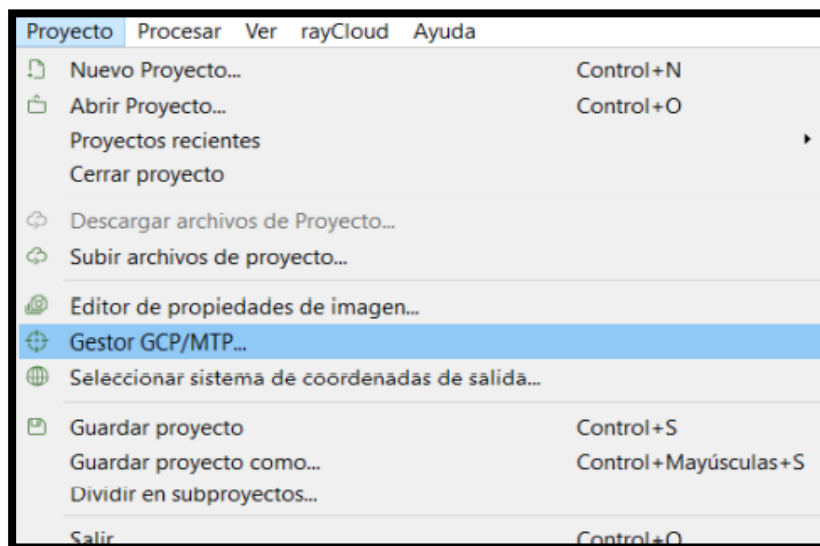 Proyecto Procesar Ver rayCloud Ayuda
Nuevo Proyecto... Control+N
Abrir Proyecto... Control+O
Proyectos recientes
Cerrar proyecto
Descargar archivos de Proyecto...
Subir archivos de proyecto...
Editor de propiedades de imagen...
Gestor GCP/MTP...
Seleccionar sistema de coordenadas de salida...
Guardar proyecto Control+S
Guardar proyecto como... Control+Mayúsculas+S
Dividir en subproyectos...
Salir Control+Q